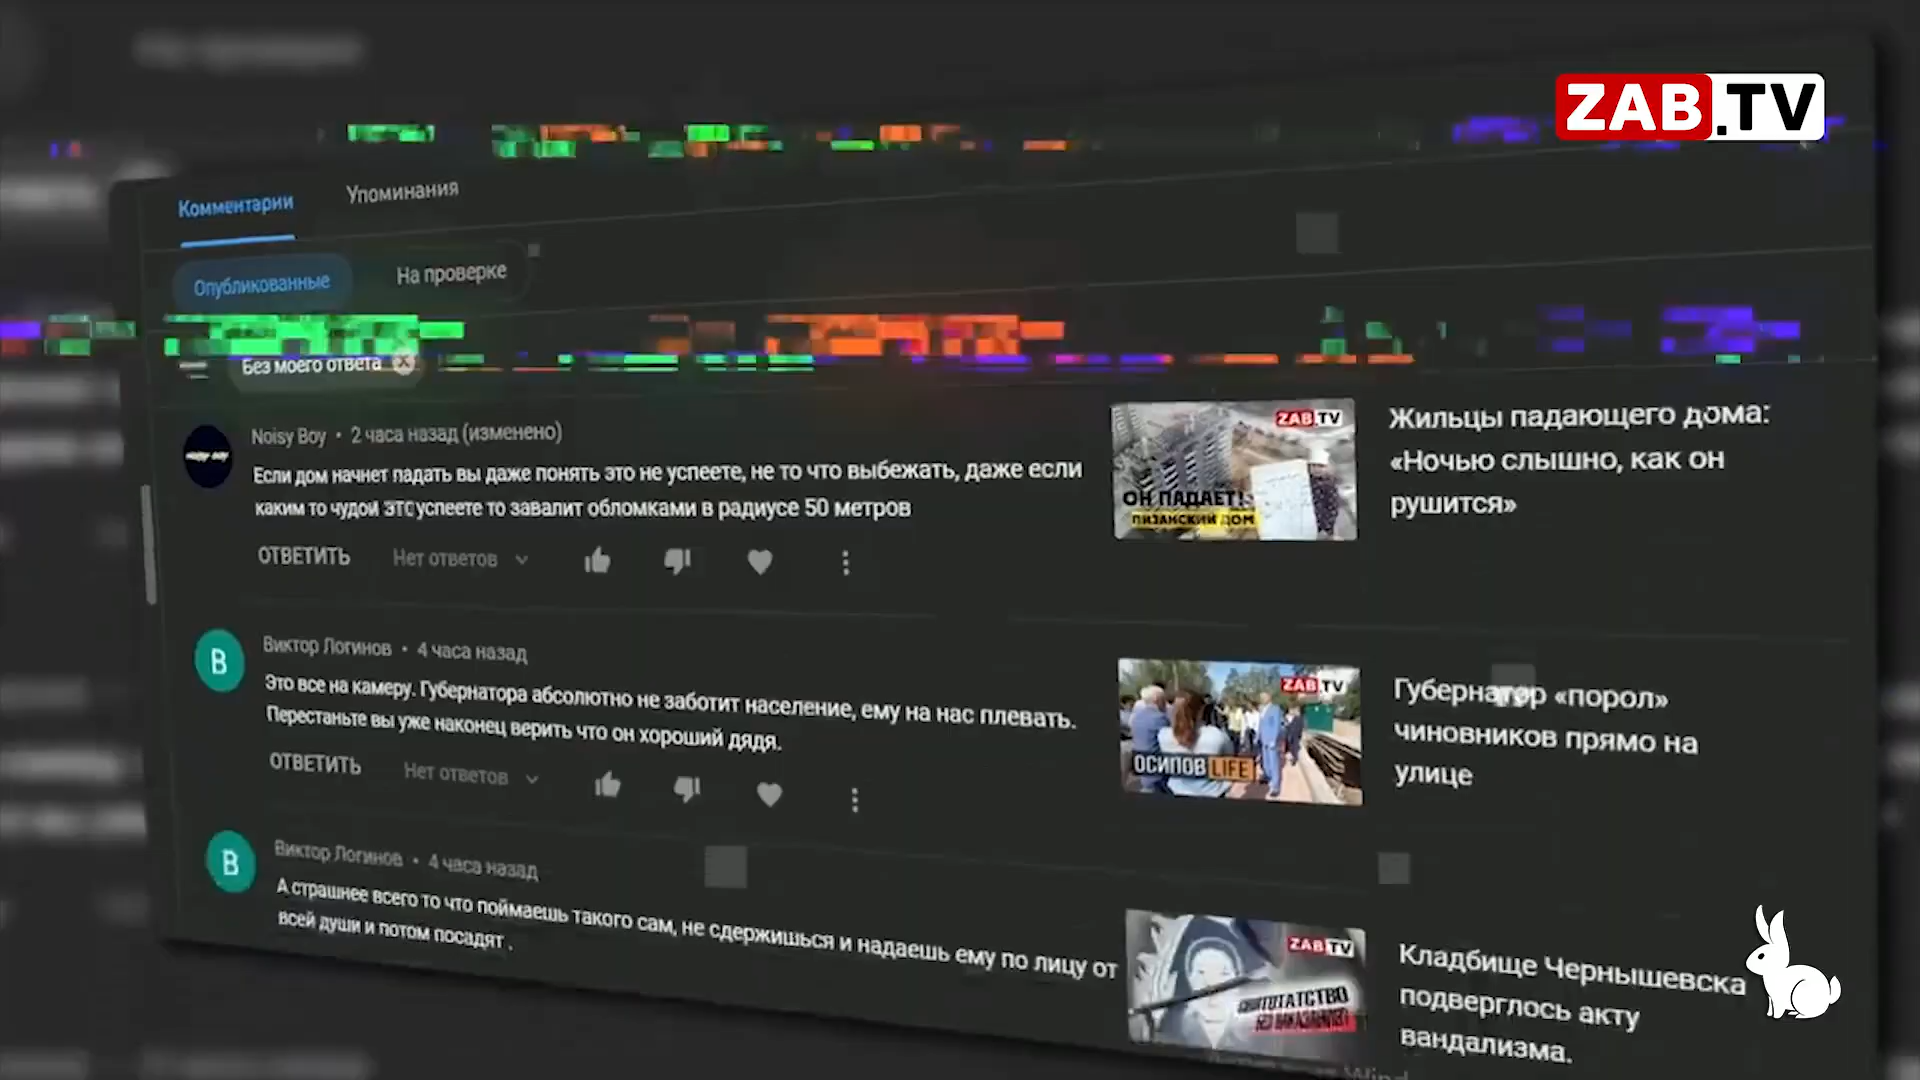 ZAB.TV
Комментарии
Упоминания
Опубликованные
На проверке
Без моего ответа
Noisy Boy • 2 часа назад (изменено)
Если дом начнет падать вы даже понять это не успеете, не то что выбежать, даже если
каким то чудой это успеете то завалит обломками в радиусе 50 метров
ОТВЕТИТЬ Нет ответов
ZAB.TV
ОН ПАДАЕТ!
ПИЗАНСКИЙ ДОМ
Жильцы падающего дома:
«Ночью слышно, как он
рушится»
В
Виктор Логинов • 4 часа назад
Это все на камеру. Губернатора абсолютно не заботит население, ему на нас плевать.
Перестаньте вы уже наконец верить что он хороший дядя.
ОТВЕТИТЬ Нет ответов
ZAB.TV
ОСИПОВ LIFE
Губернатор «порол»
чиновников прямо на
улице
В
Виктор Логинов • 4 часа назад
А страшнее всего то что поймаешь такого сам, не сдержишься и надаешь ему по лицу от
всей души и потом посадят .
ZAB.TV
Кладбище Чернышевска
подверглось акту
вандализма.